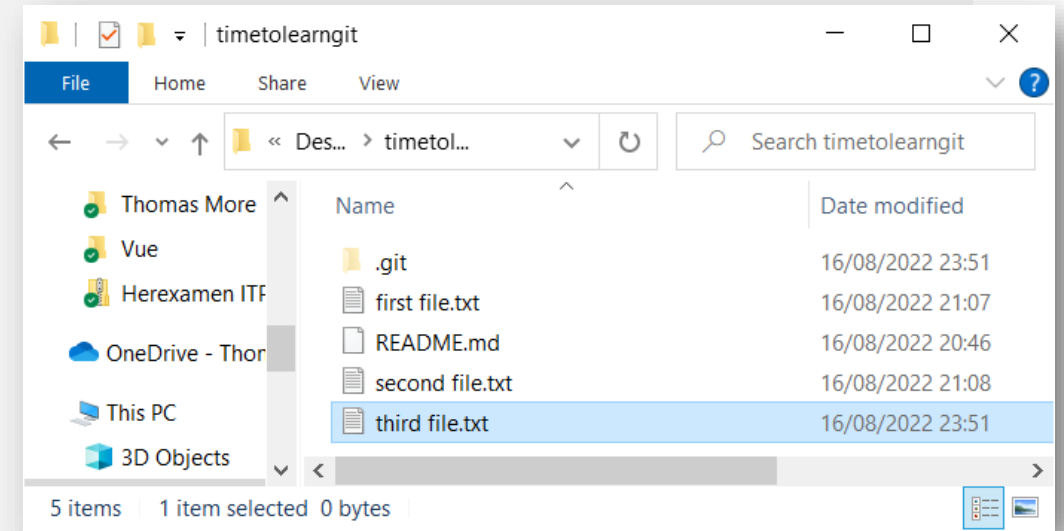 timetolearngit
File Home Share View
« Des... > timetol... Search timetolearngit
Thomas More
Vue
Herexamen ITF
OneDrive - Thor
This PC
3D Objects
Name Date modified
.git 16/08/2022 23:51
first file.txt 16/08/2022 21:07
README.md 16/08/2022 20:46
second file.txt 16/08/2022 21:08
third file.txt 16/08/2022 23:51
5 items 1 item selected 0 bytes